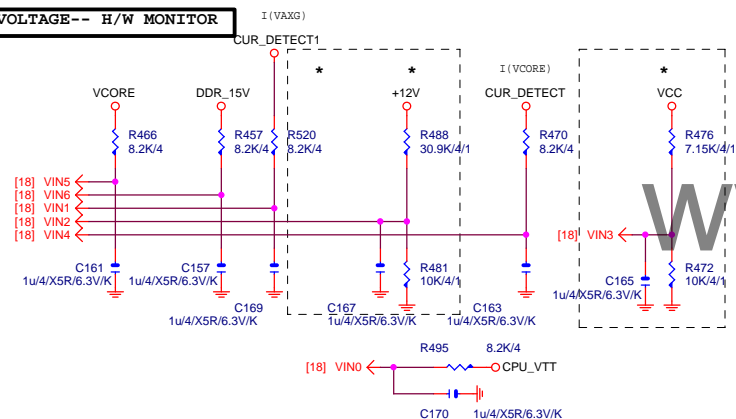 VOLTAGE-- H/W MONITOR
I(VAXG)
CUR_DETECT1
* * *
I(VCORE)
VCORE DDR_15V +12V CUR_DETECT VCC
R466 8.2K/4
R457 8.2K/4
R520 8.2K/4
R488 30.9K/4/1
R470 8.2K/4
R476 7.15K/4/1
[18] VIN5
[18] VIN6
[18] VIN1
[18] VIN2
[18] VIN4
[18] VIN3
W
C161 1u/4/X5R/6.3V/K
C157 1u/4/X5R/6.3V/K
C169 1u/4/X5R/6.3V/K
R481 10K/4/1
C167 1u/4/X5R/6.3V/K
C163 1u/4/X5R/6.3V/K
C165 1u/4/X5R/6.3V/K
R472 10K/4/1
R495 8.2K/4
[18] VIN0 CPU_VTT
C170 1u/4/X5R/6.3V/K